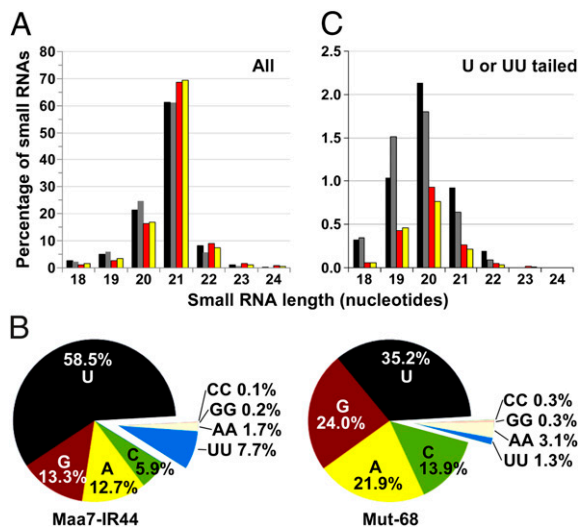 A
All
Percentage of small RNAs
80
70
60
50
40
30
20
10
0
18 19 20 21 22 23 24
C
U or UU tailed
2.5
2.0
1.5
1.0
0.5
0.0
18 19 20 21 22 23 24
Small RNA length (nucleotides)
B
58.5%
U
G
13.3%
A
12.7%
C
5.9%
CC 0.1%
GG 0.2%
AA 1.7%
UU 7.7%
Maa7-IR44
35.2%
U
G
24.0%
A
21.9%
C
13.9%
CC 0.3%
GG 0.3%
AA 3.1%
UU 1.3%
Mut-68